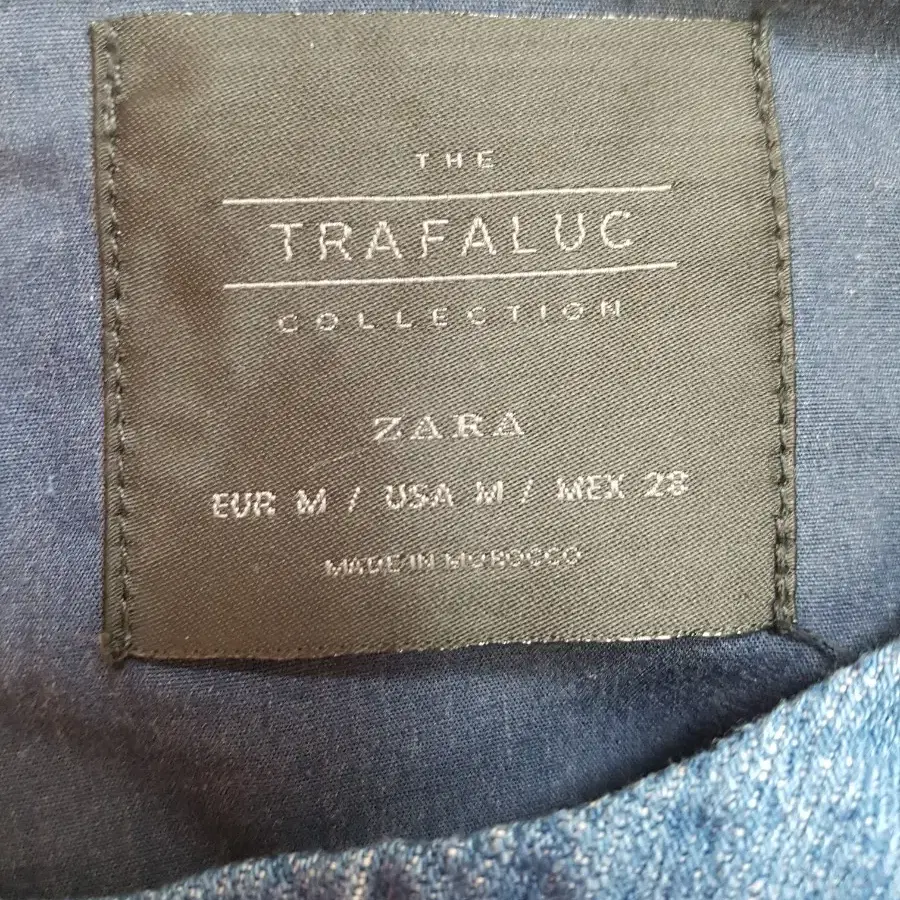 THE
TRAFALUC
COLLECTION
ZARA
EUR M / USA M / MEX 28
MADE IN MOROCCO